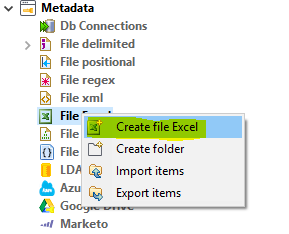 Metadata
Db Connections
File delimited
File positional
File regex
File xml
File
Create file Excel
File
Create folder
File
Import items
LDA
Azu
Export items
Google Drive
Marketo